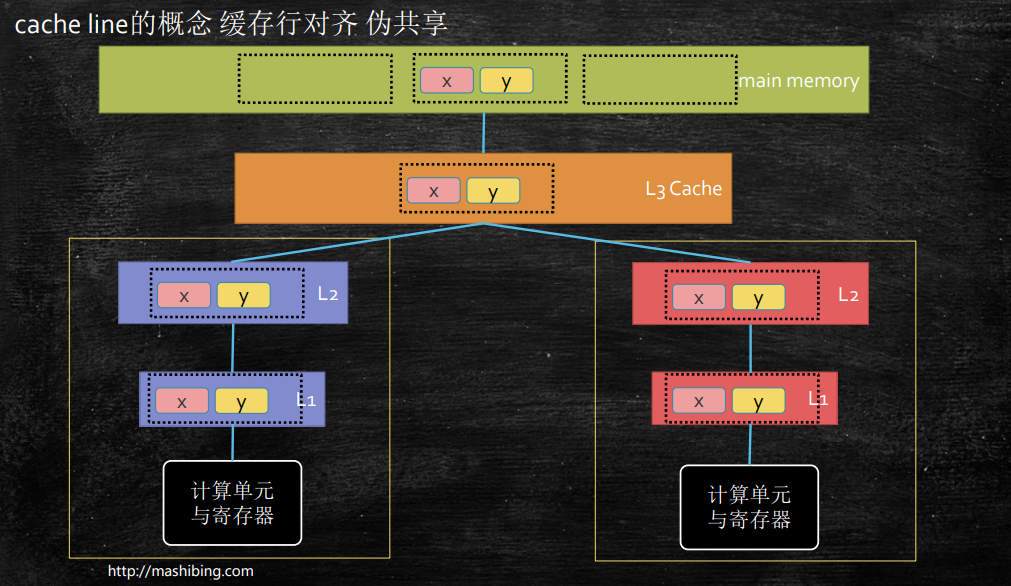 cache line的概念 缓存行对齐 伪共享
x y main memory
x y L3 Cache
x y L2
x y L2
x y L1
x y L1
计算单元
与寄存器
计算单元
与寄存器
http://mashibing.com